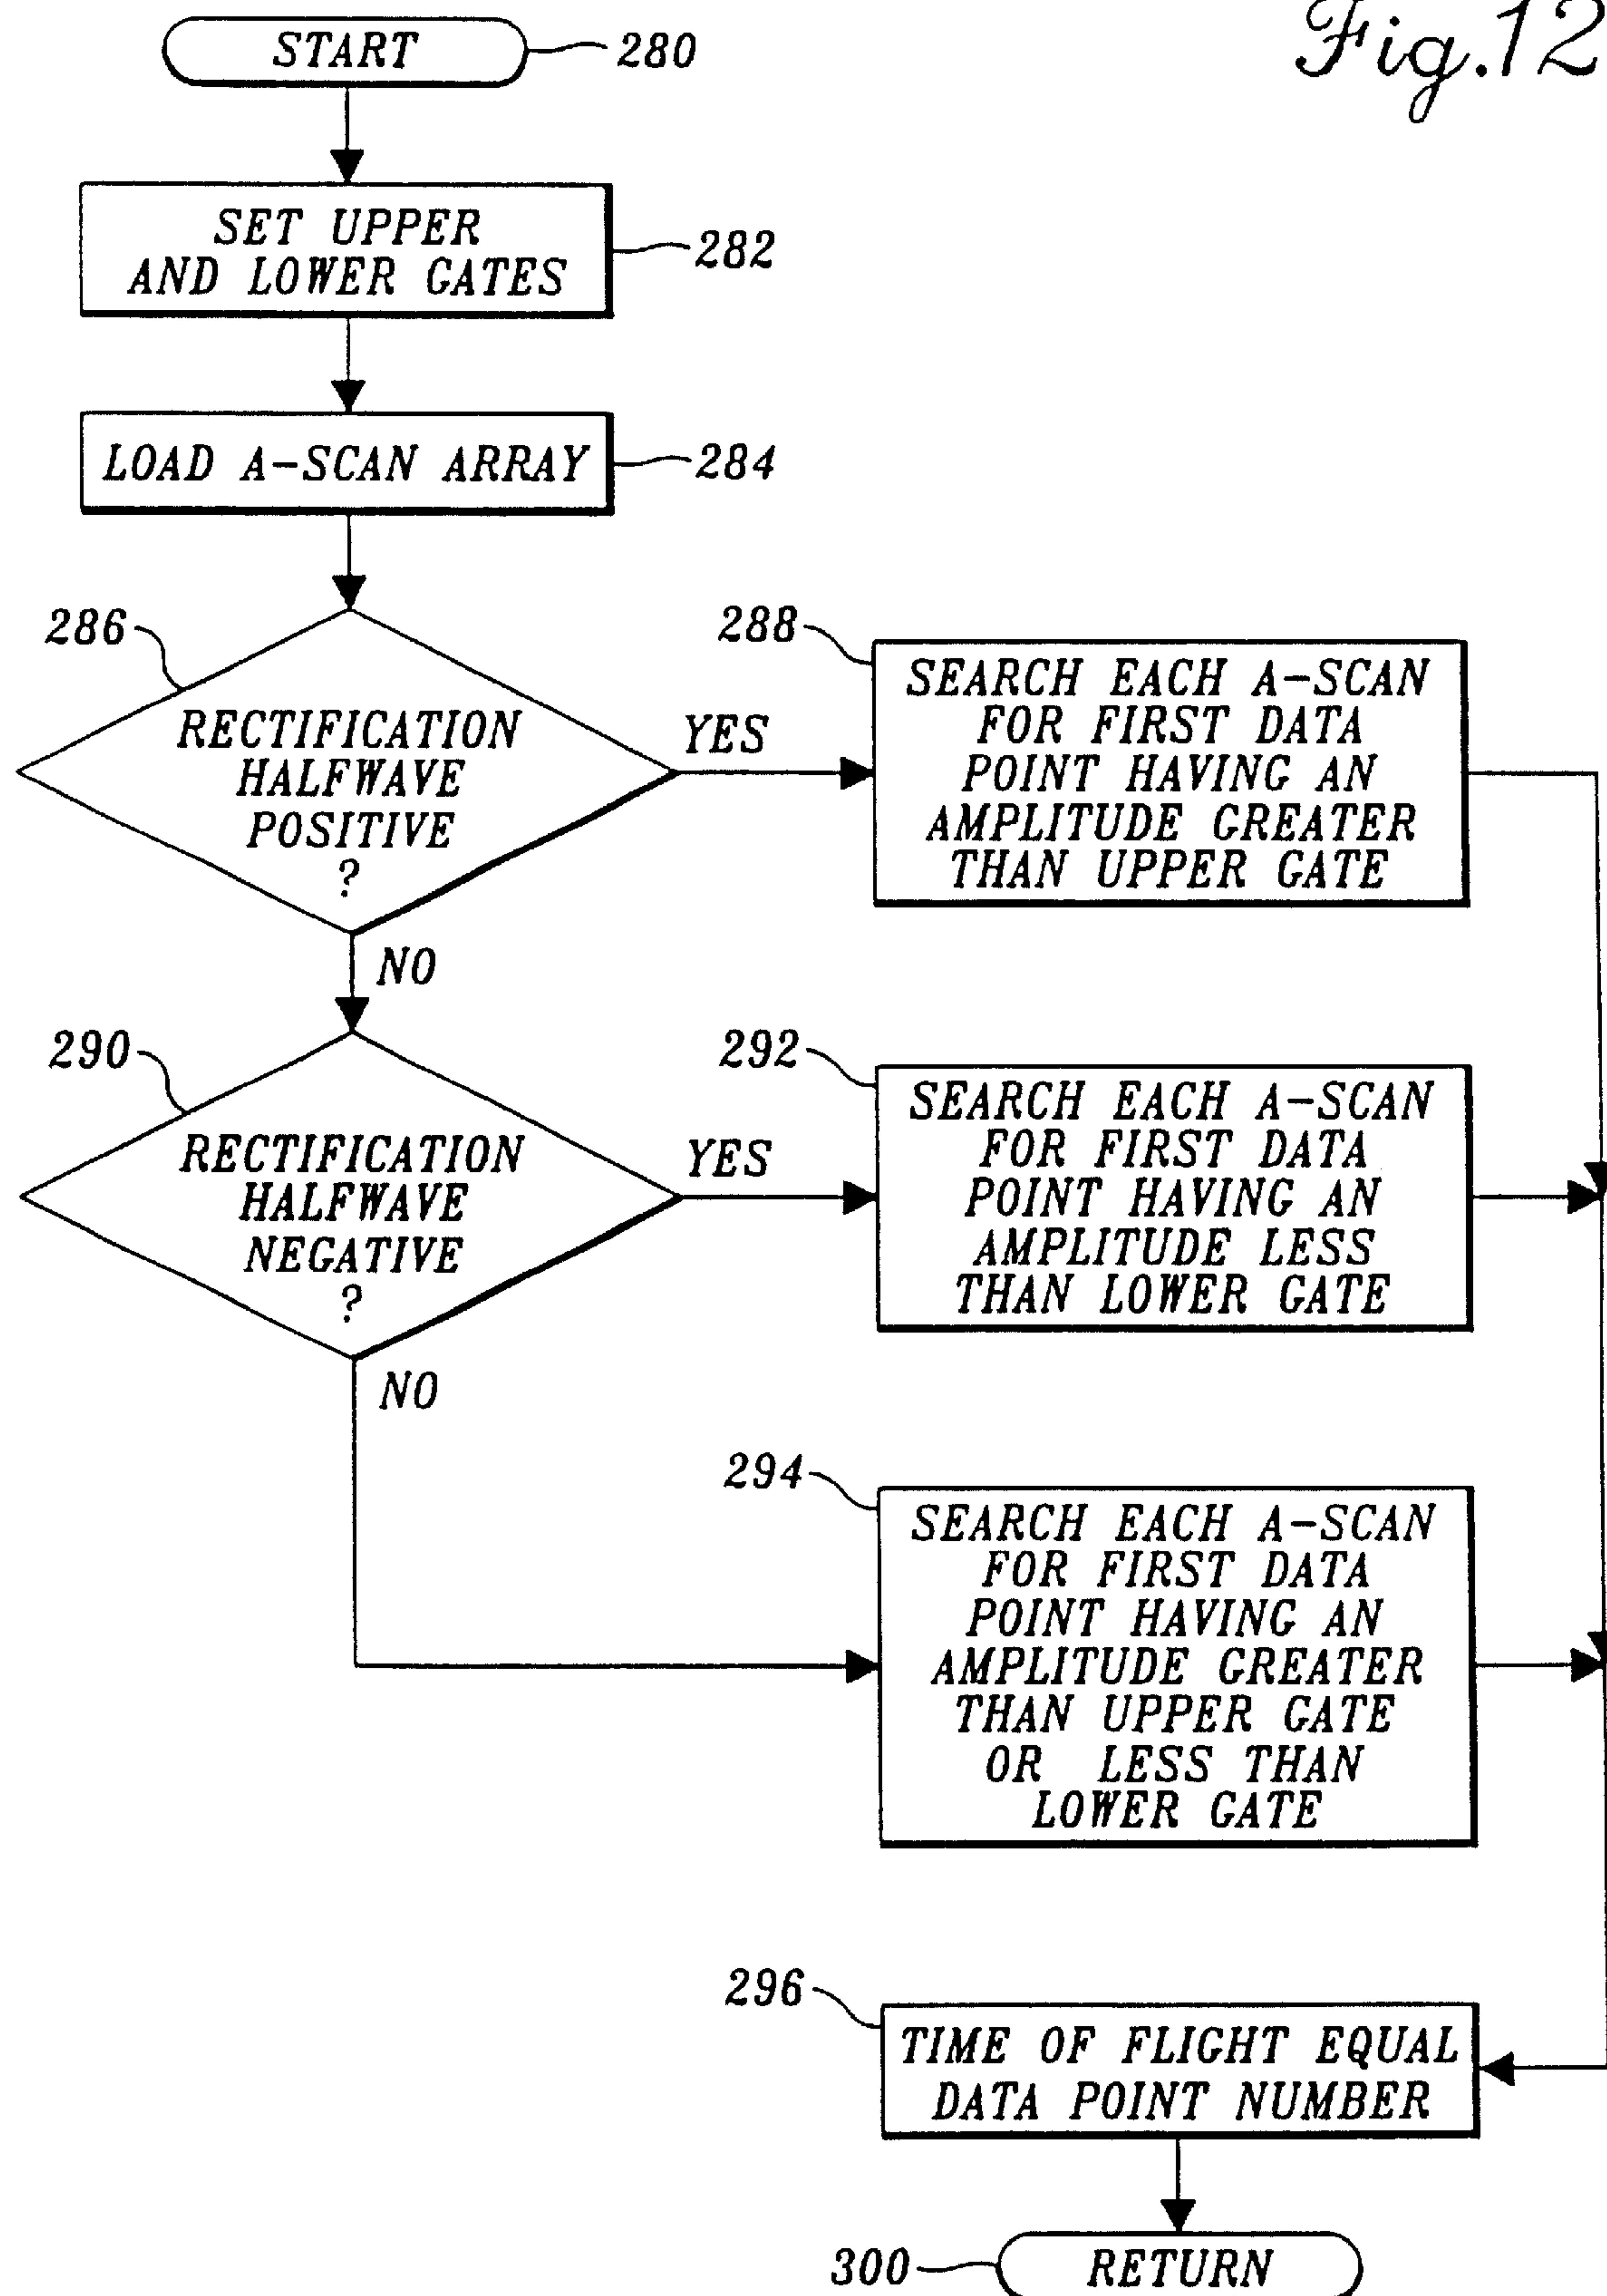 Fig.12
START
280
SET UPPER
AND LOWER GATES
282
LOAD A-SCAN ARRAY
284
286
RECTIFICATION
HALFWAVE
POSITIVE
?
YES
NO
288
SEARCH EACH A-SCAN
FOR FIRST DATA
POINT HAVING AN
AMPLITUDE GREATER
THAN UPPER GATE
290
RECTIFICATION
HALFWAVE
NEGATIVE
?
YES
NO
292
SEARCH EACH A-SCAN
FOR FIRST DATA
POINT HAVING AN
AMPLITUDE LESS
THAN LOWER GATE
294
SEARCH EACH A-SCAN
FOR FIRST DATA
POINT HAVING AN
AMPLITUDE GREATER
THAN UPPER GATE
OR LESS THAN
LOWER GATE
296
TIME OF FLIGHT EQUAL
DATA POINT NUMBER
300
RETURN